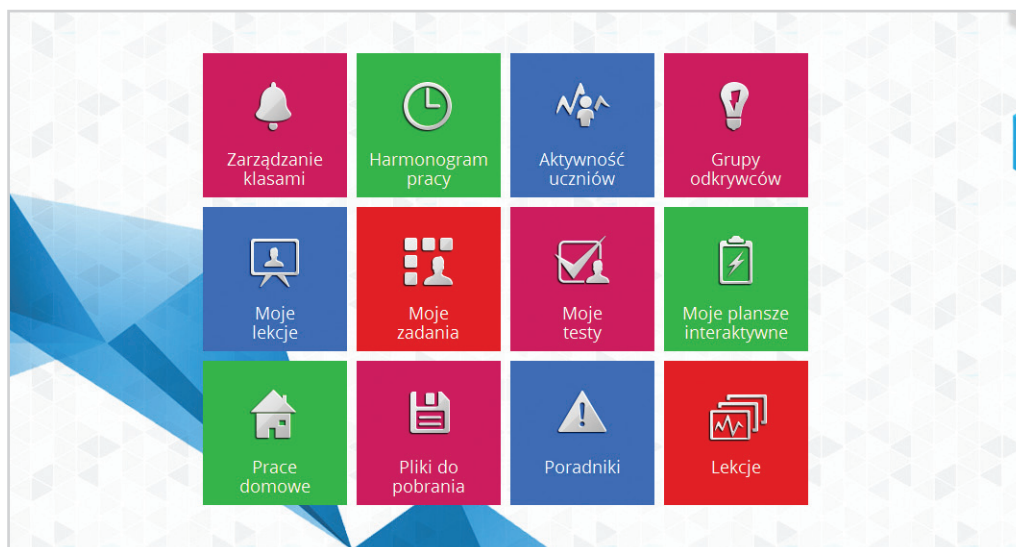 Zarządzanie
klasami
Harmonogram
pracy
Aktywność
uczniów
Grupy
odkrywców
Moje
lekcje
Moje
zadania
Moje
testy
Moje plansze
interaktywne
Prace
domowe
Pliki do
pobrania
Poradniki
Lekcje